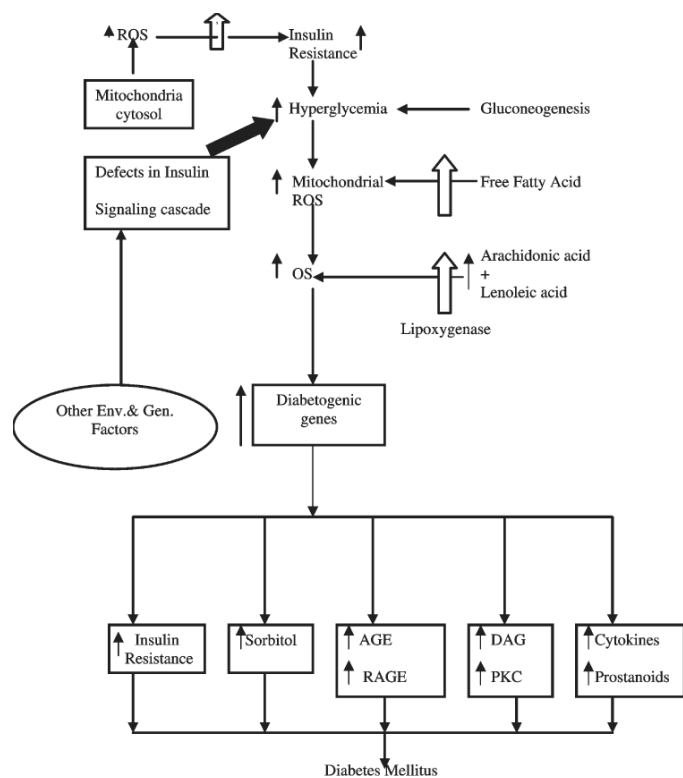 ROS
Insulin
Resistance
Mitochondria
cytosol
Hyperglycemia
Gluconeogenesis
Defects in Insulin
Signaling cascade
Mitochondrial
ROS
Free Fatty Acid
OS
Arachidonic acid
+
Lenoleic acid
Lipoxygenase
Other Env.& Gen.
Factors
Diabetogenic
genes
Insulin
Resistance
Sorbitol
AGE
RAGE
DAG
PKC
Cytokines
Prostanoids
Diabetes Mellitus